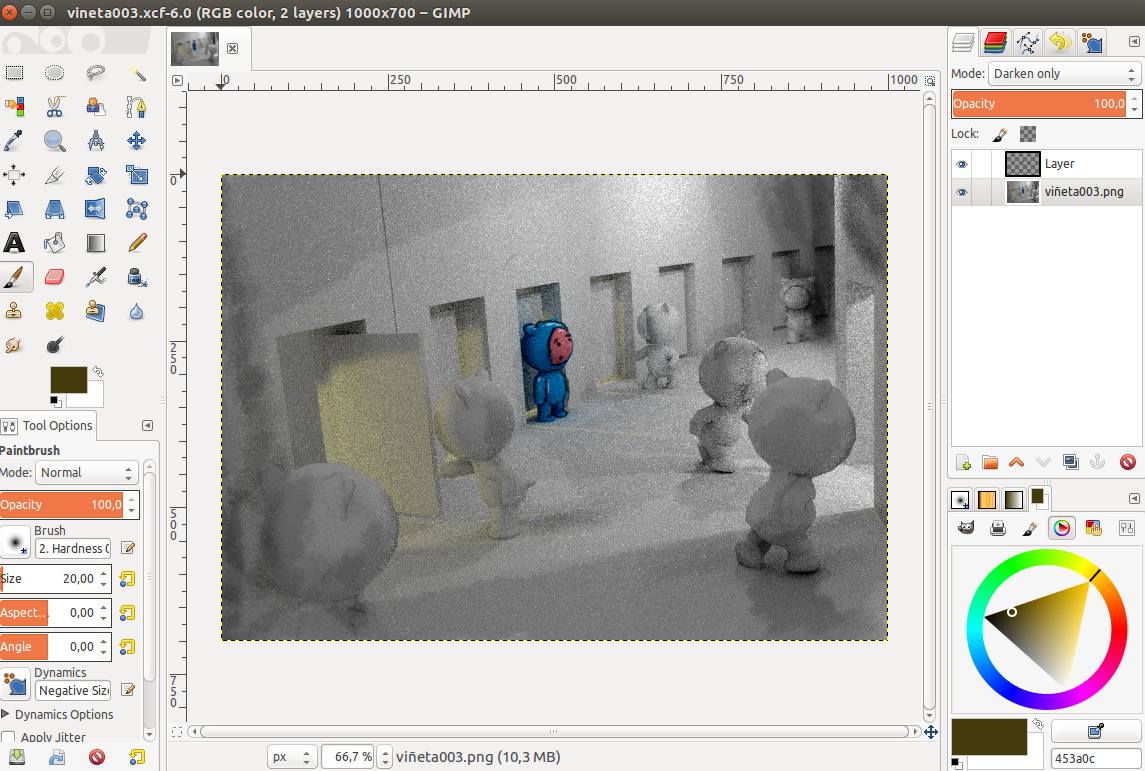 vineta003.xcf-6.0 (RGB color, 2 layers) 1000x700 – GIMP
0
250
500
750
1000
0
250
500
750
Mode: Darken only
Opacity 100,0
Lock:
Layer
viñeta003.png
Tool Options
Paintbrush
Mode: Normal
Opacity 100,0
Brush
2. Hardness 0
Size 20,00
Aspect... 0,00
Angle 0,00
Dynamics
Negative Size
Dynamics Options
Apply Jitter
px 66,7 % viñeta003.png (10,3 MB)
453a0c